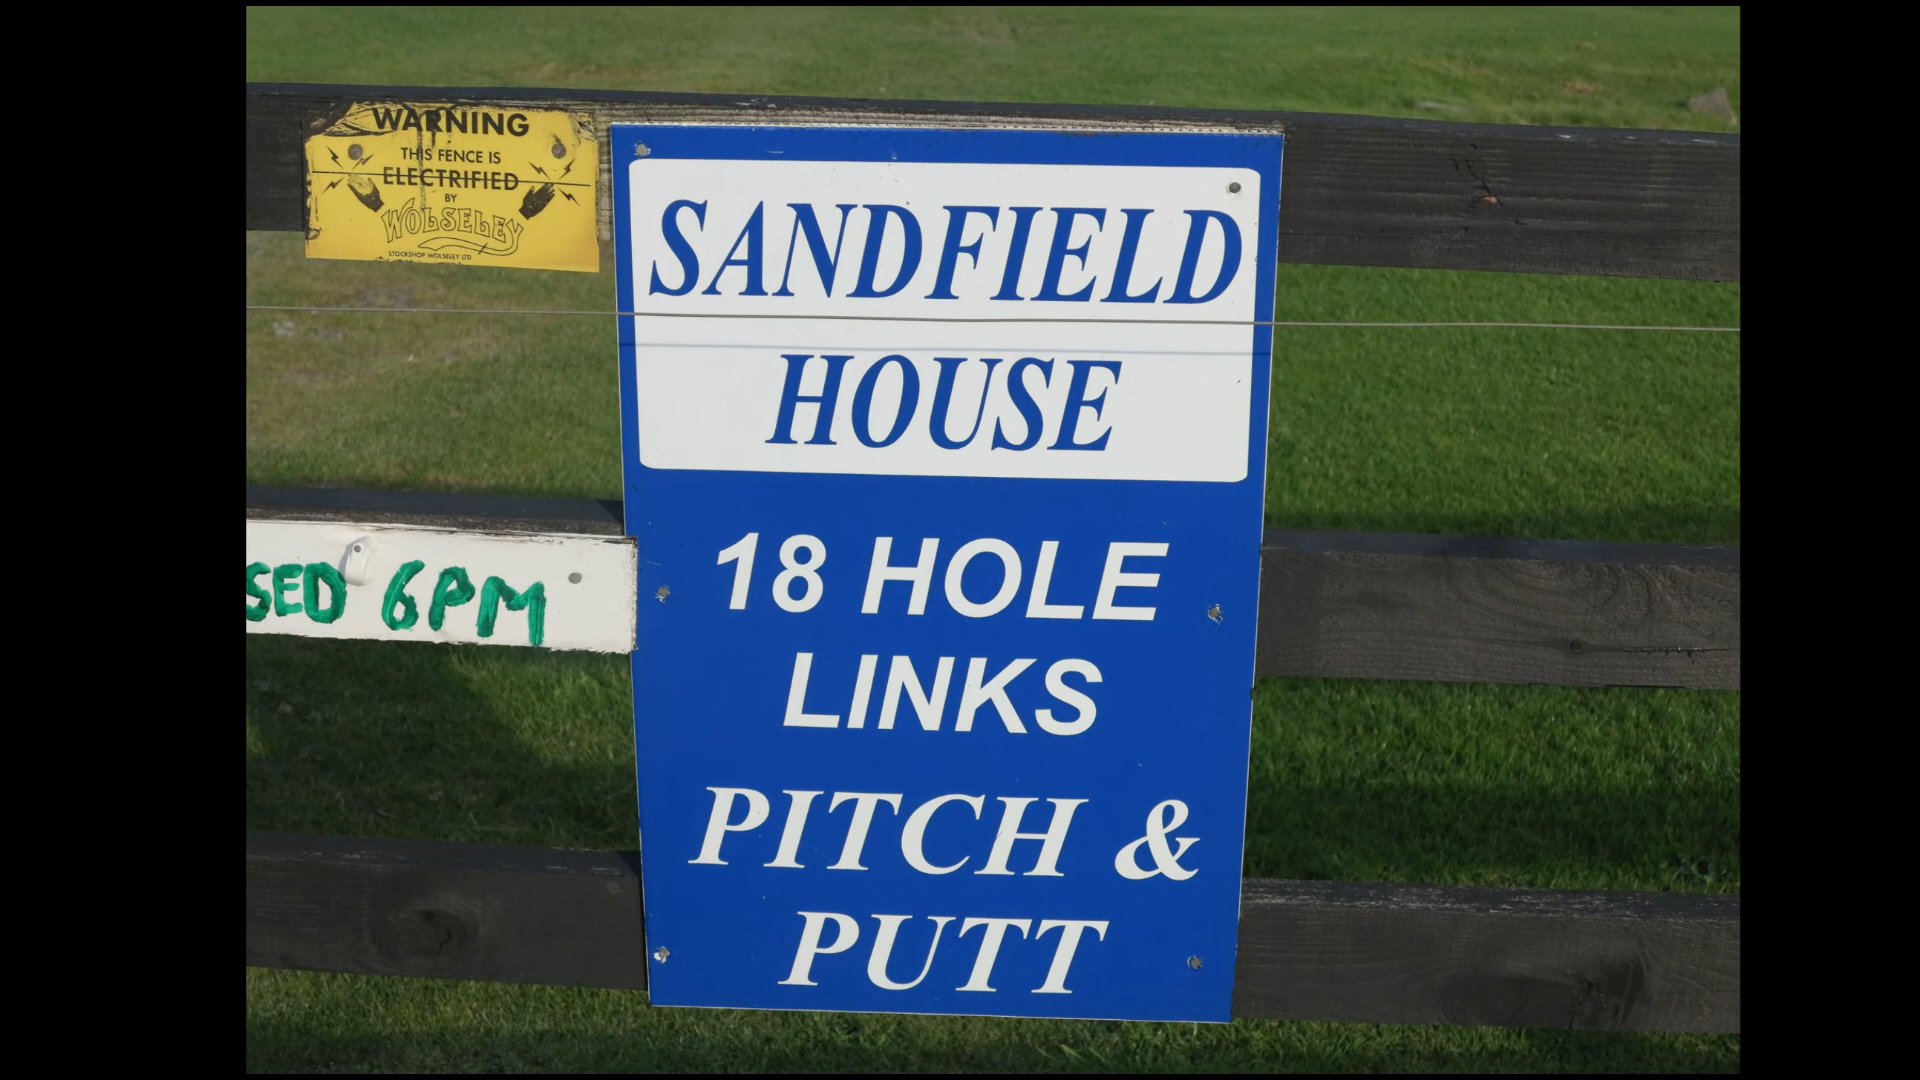 WARNING
THIS FENCE IS
ELECTRIFIED
BY
WOLSELEY
STOCKSHOP WOLSELEY LTD
SANDFIELD
HOUSE
SED 6PM
18 HOLE
LINKS
PITCH &
PUTT